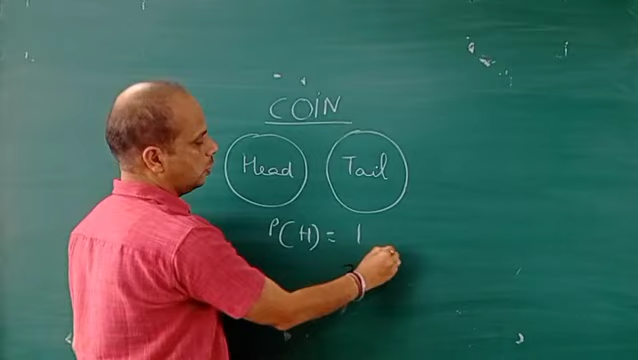 COIN
Head Tail
P(H) = 1